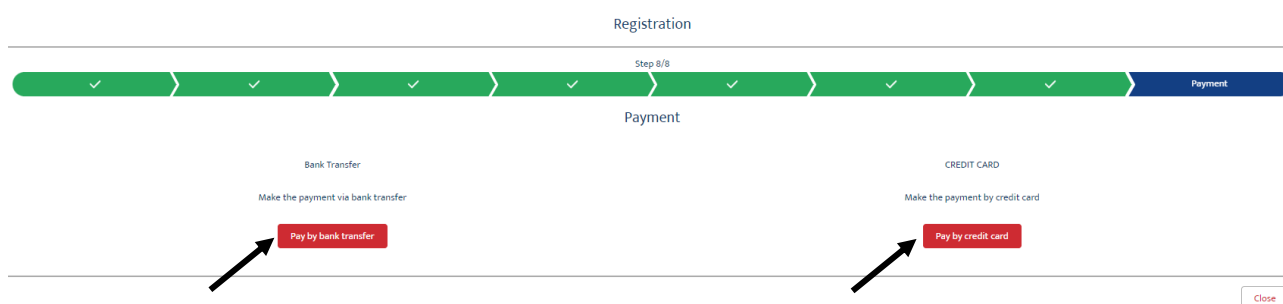 Registration
Step 8/8
Payment
Payment
Bank Transfer
CREDIT CARD
Make the payment via bank transfer
Make the payment by credit card
Pay by bank transfer
Pay by credit card
Close